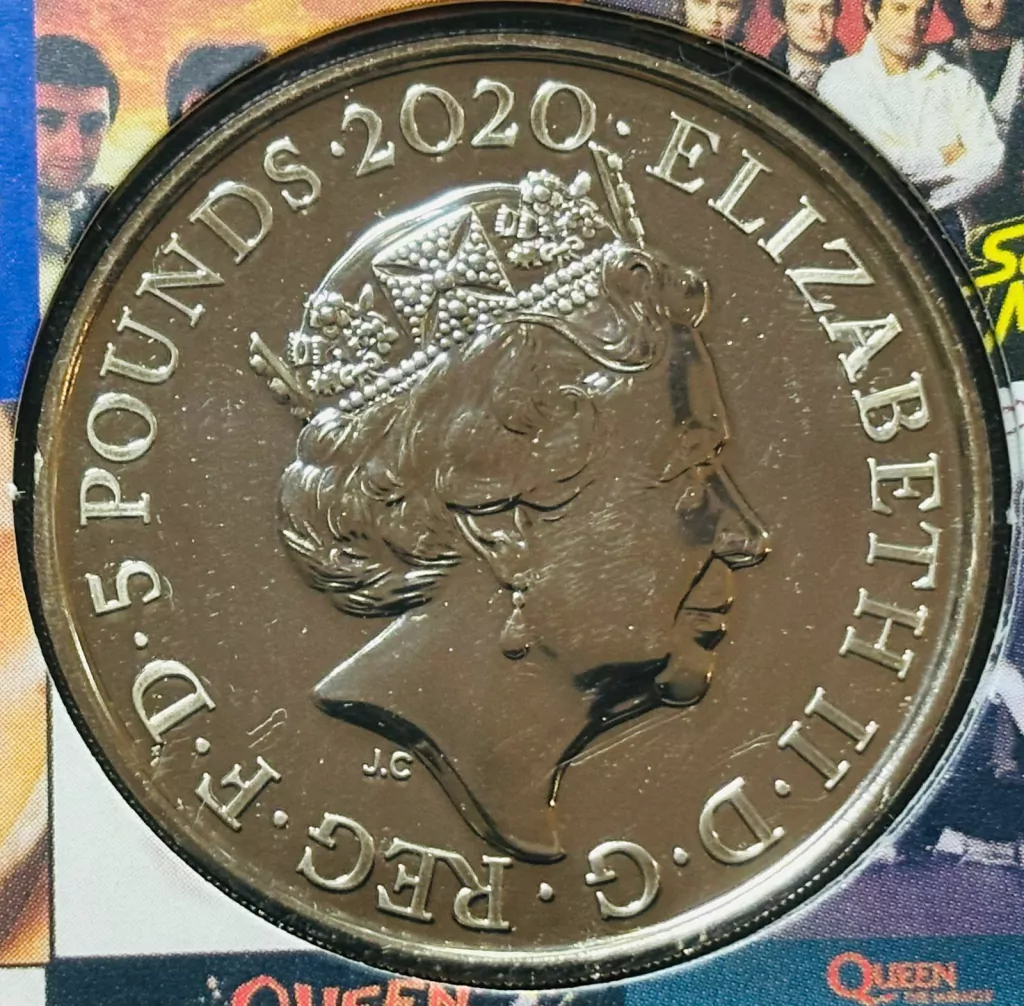 ELIZABETH II · D · G · REG · F · D · 5 POUNDS · 2020 ·
J.C
QUEEN
QUEEN